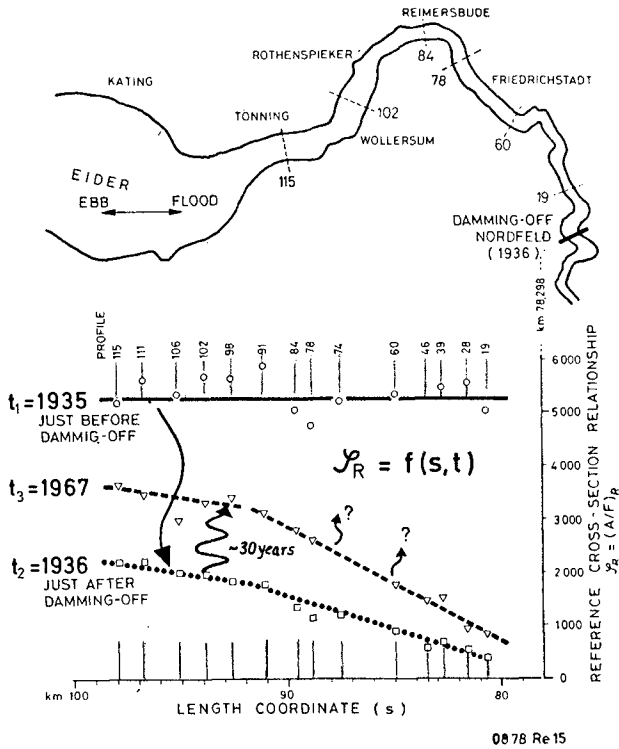 REIMERSBUDE
ROTHENSPIEKER
84
78
KATING
FRIEDRICHSTADT
TÖNNING
102
WOLLERSUM
60
115
EIDER
EBB FLOOD
19
DAMMING-OFF
NORDFELD
(1936)
km 78,298
PROFILE
115 111 106 102 98 91 84 78 74 60 46 39 28 19
6000
t₁=1935
JUST BEFORE
DAMMIG-OFF
5000
𝒮R = f(s,t)
4000
t₃=1967
? ?
3000
~30years
t₂=1936
JUST AFTER
DAMMING-OFF
2000
1000
0
REFERENCE CROSS-SECTION RELATIONSHIP
𝒮R = (A/F)R
km 100 90 80
LENGTH COORDINATE (s)
0878 Re 15